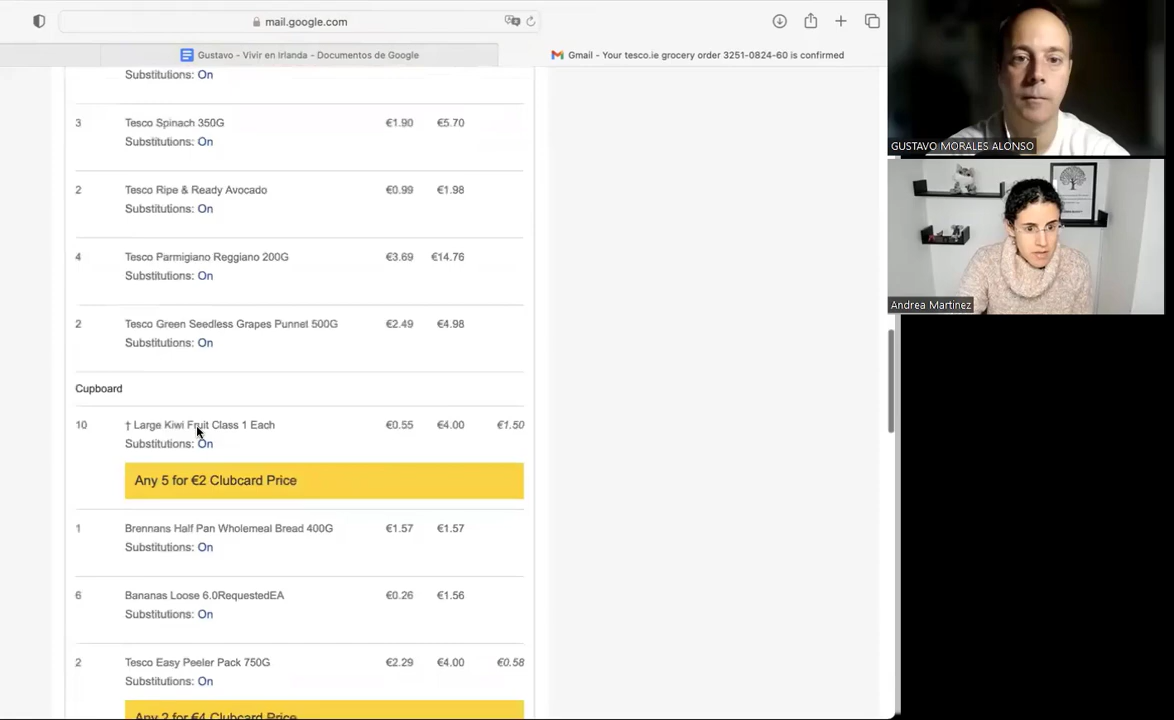 mail.google.com
Gustavo - Vivir en Irlanda - Documentos de Google
Gmail - Your tesco.ie grocery order 3251-0824-60 is confirmed
Substitutions: On
3 Tesco Spinach 350G €1.90 €5.70
Substitutions: On
2 Tesco Ripe & Ready Avocado €0.99 €1.98
Substitutions: On
4 Tesco Parmigiano Reggiano 200G €3.69 €14.76
Substitutions: On
2 Tesco Green Seedless Grapes Punnet 500G €2.49 €4.98
Substitutions: On
Cupboard
10 † Large Kiwi Fruit Class 1 Each €0.55 €4.00 €1.50
Substitutions: On
Any 5 for €2 Clubcard Price
1 Brennans Half Pan Wholemeal Bread 400G €1.57 €1.57
Substitutions: On
6 Bananas Loose 6.0RequestedEA €0.26 €1.56
Substitutions: On
2 Tesco Easy Peeler Pack 750G €2.29 €4.00 €0.58
Substitutions: On
Any 2 for €4 Clubcard Price
GUSTAVO MORALES ALONSO
Andrea Martinez